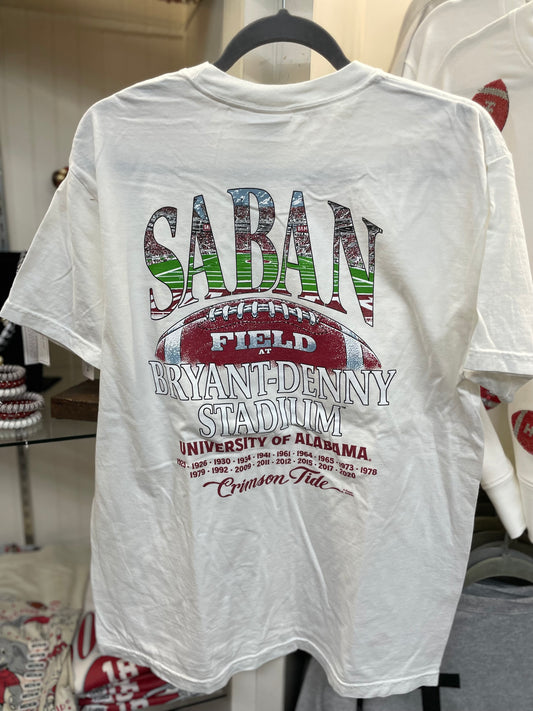 SABAN
FIELD
AT
BRYANT-DENNY
STADIUM
UNIVERSITY OF ALABAMA
1926 - 1930 - 1934 - 1941 - 1961 - 1964 - 1965 - 1973 - 1978
1979 - 1992 - 2009 - 2011 - 2012 - 2015 - 2017 - 2020
Crimson Tide